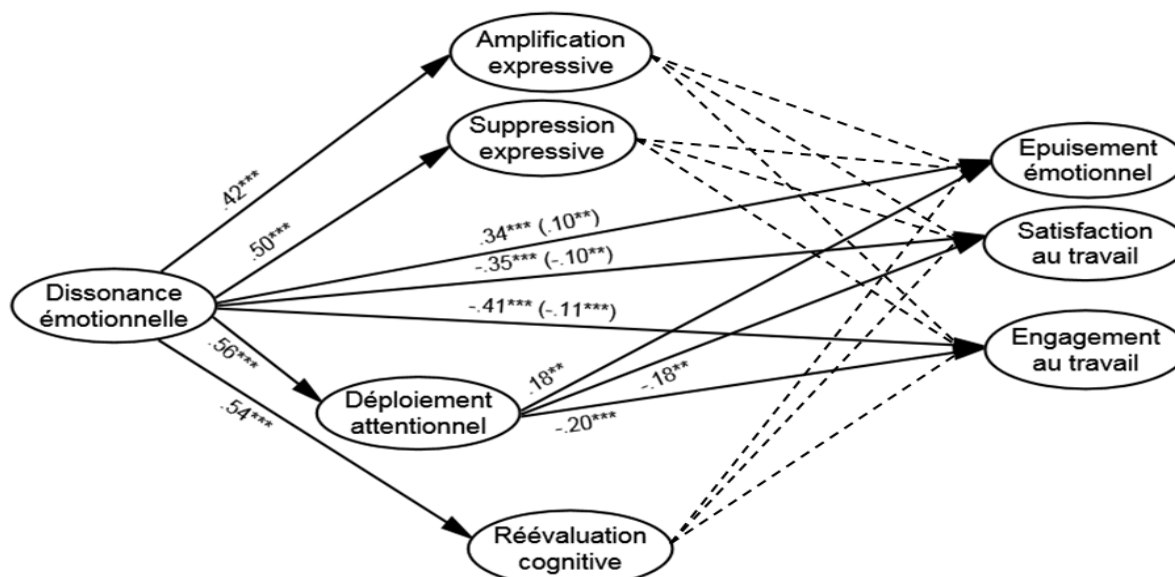 Amplification
expressive
Suppression
expressive
Epuisement
émotionnel
Satisfaction
au travail
Engagement
au travail
Dissonance
émotionnelle
Déploiement
attentionnel
Réévaluation
cognitive
.42***
.50***
.34*** (.10**)
-.35*** (-.10**)
-.41*** (-.11***)
.56***
.54***
.18**
-.18**
-.20***